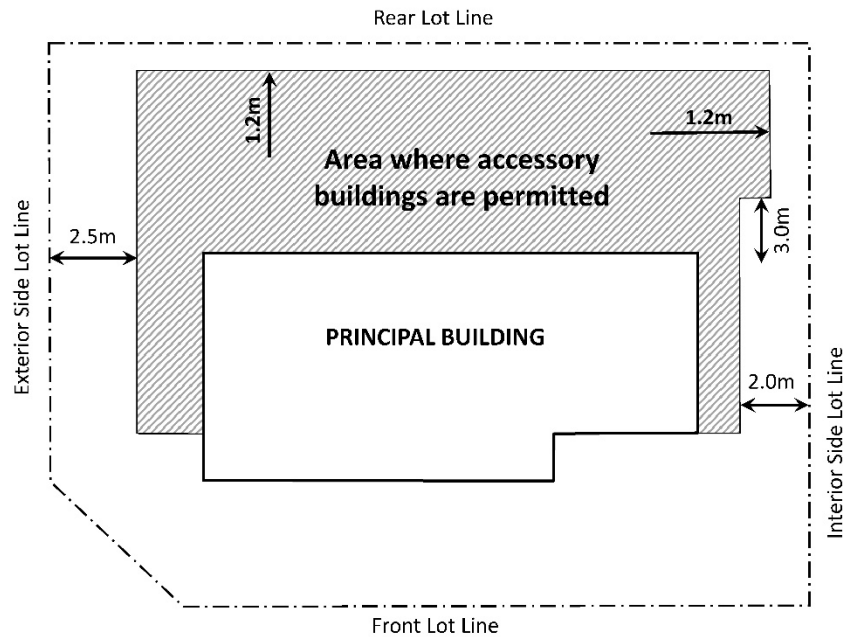 Rear Lot Line
1.2m
1.2m
Area where accessory
buildings are permitted
2.5m
3.0m
Exterior Side Lot Line
PRINCIPAL BUILDING
2.0m
Interior Side Lot Line
Front Lot Line